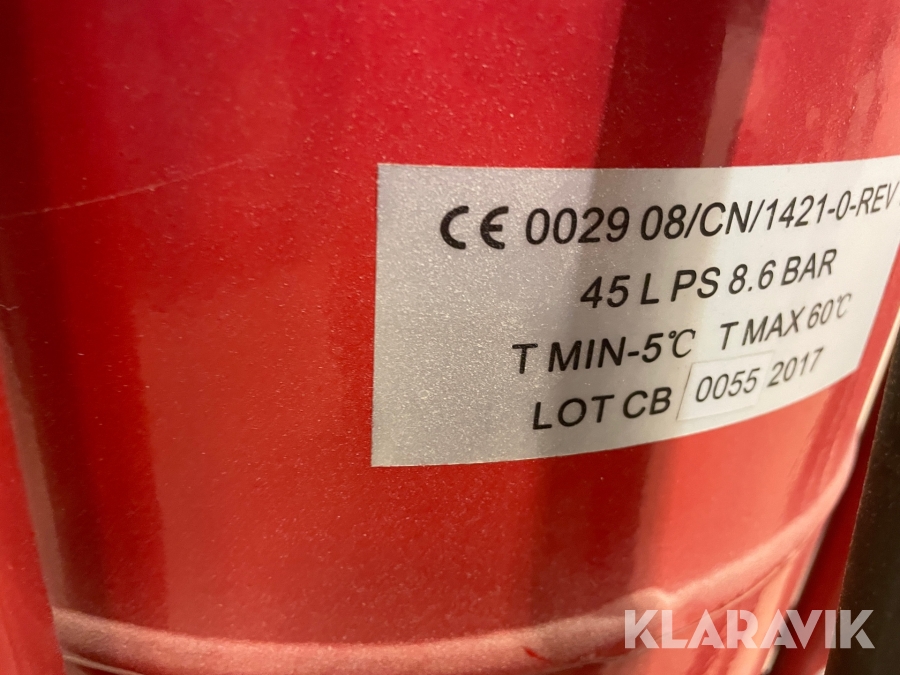 CE 0029 08/CN/1421-0-REV
45 L PS 8.6 BAR
T MIN-5℃ T MAX 60℃
LOT CB 0055 2017
KLARAVIK